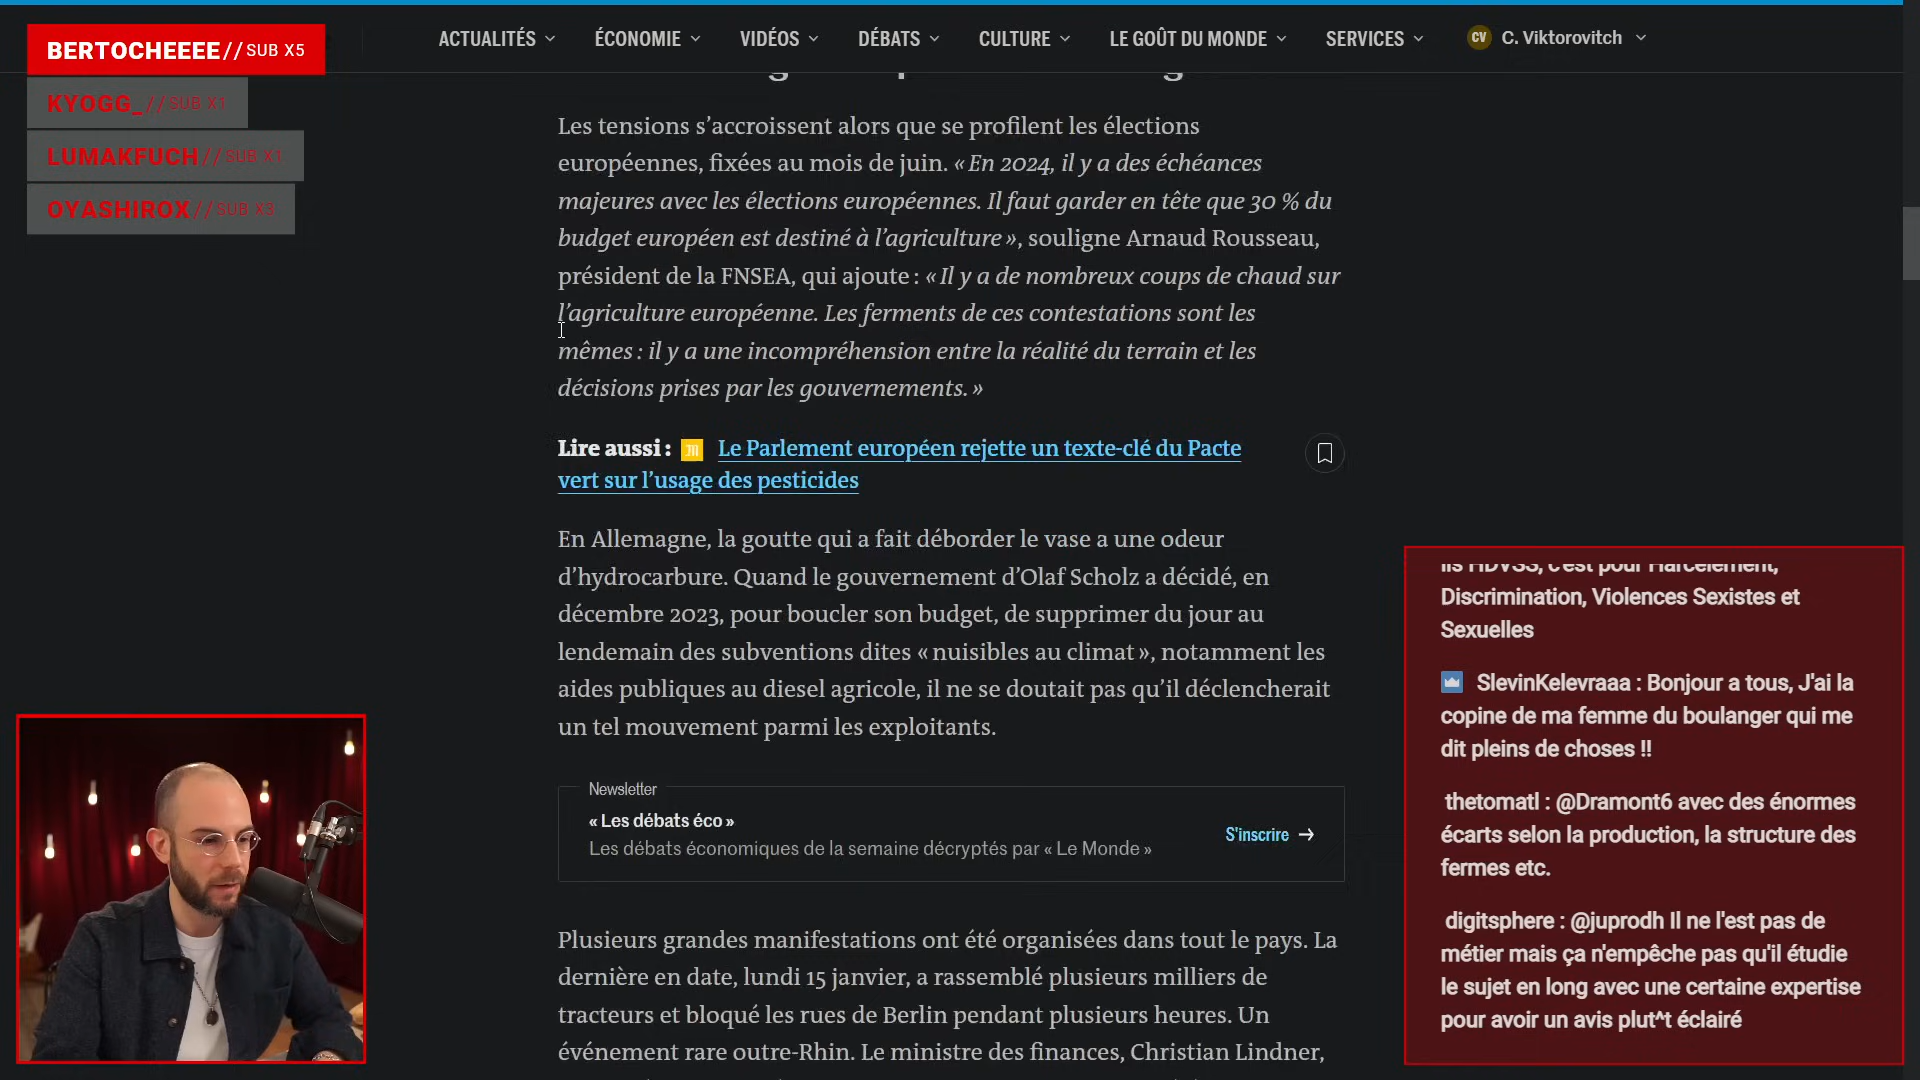 BERTOCHEEEE//SUB X5
KYOGG_//SUB X1
LUMAKFUCH//SUB X1
OYASHIROX//SUB X3
ACTUALITÉS ÉCONOMIE VIDÉOS DÉBATS CULTURE LE GOÛT DU MONDE SERVICES CV C. Viktorovitch
Les tensions s’accroissent alors que se profilent les élections
européennes, fixées au mois de juin. « En 2024, il y a des échéances
majeures avec les élections européennes. Il faut garder en tête que 30 % du
budget européen est destiné à l’agriculture », souligne Arnaud Rousseau,
président de la FNSEA, qui ajoute : « Il y a de nombreux coups de chaud sur
l’agriculture européenne. Les ferments de ces contestations sont les
mêmes : il y a une incompréhension entre la réalité du terrain et les
décisions prises par les gouvernements. »
Lire aussi : Le Parlement européen rejette un texte-clé du Pacte
vert sur l’usage des pesticides
En Allemagne, la goutte qui a fait déborder le vase a une odeur
d’hydrocarbure. Quand le gouvernement d’Olaf Scholz a décidé, en
décembre 2023, pour boucler son budget, de supprimer du jour au
lendemain des subventions dites « nuisibles au climat », notamment les
aides publiques au diesel agricole, il ne se doutait pas qu’il déclencherait
un tel mouvement parmi les exploitants.
Newsletter
« Les débats éco »
Les débats économiques de la semaine décryptés par « Le Monde »
S'inscrire
Plusieurs grandes manifestations ont été organisées dans tout le pays. La
dernière en date, lundi 15 janvier, a rassemblé plusieurs milliers de
tracteurs et bloqué les rues de Berlin pendant plusieurs heures. Un
événement rare outre-Rhin. Le ministre des finances, Christian Lindner,
ils HDVSS, c'est pour Harcèlement,
Discrimination, Violences Sexistes et
Sexuelles
SlevinKelevraaa : Bonjour a tous, J'ai la
copine de ma femme du boulanger qui me
dit pleins de choses !!
thetomatl : @Dramont6 avec des énormes
écarts selon la production, la structure des
fermes etc.
digitsphere : @juprodh Il ne l'est pas de
métier mais ça n'empêche pas qu'il étudie
le sujet en long avec une certaine expertise
pour avoir un avis plut^t éclairé